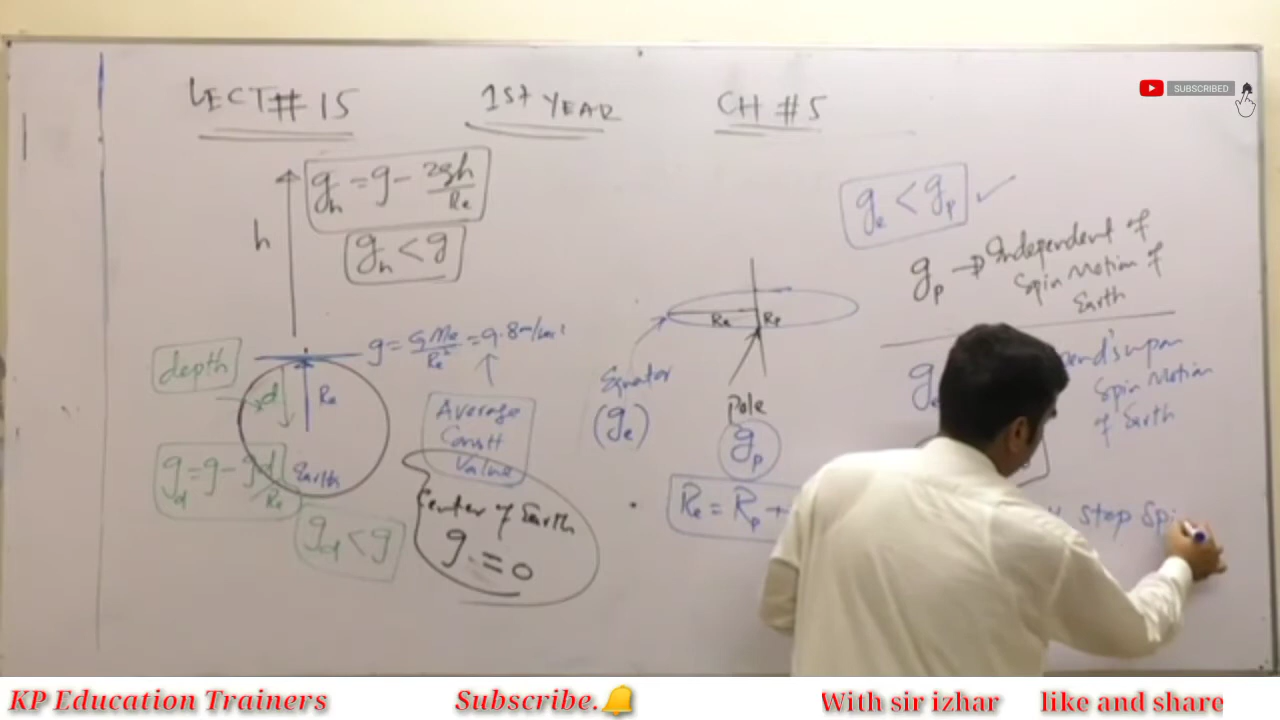 LECT# 15
1St YEAR
CH # 5
SUBSCRIBED
h
gh = g - 2gh/Re
gh < g
ge < gp ✓
gp → Independent of
Spin Motion of
Earth
depth
d
Re
g = GMe/Re² = 9.8m/sec²
Average
Constt
Value
Earth
gd = g - gd/Re
gd < g
Center of Earth
g = 0
Re
Rp
Equator
(ge)
Pole
gp
Re = Rp +
Spin Motion
of Earth
stop Spi
KP Education Trainers
Subscribe.
With sir izhar
like and share